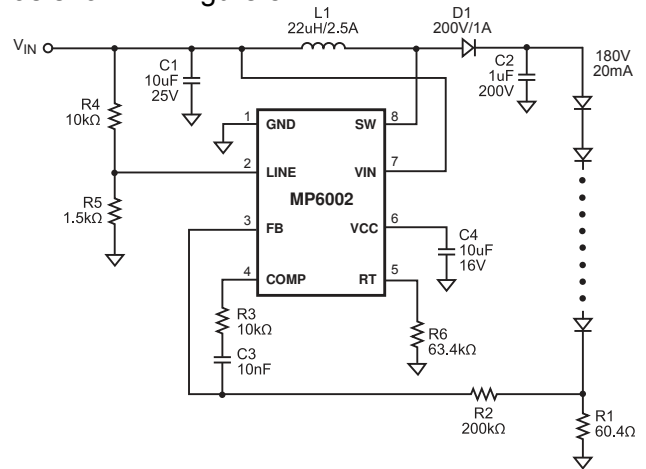 L1
22uH/2.5A
D1
200V/1A
VIN
C1
10uF
25V
C2
1uF
200V
180V
20mA
R4
10kΩ
1
GND
SW
8
2
LINE
VIN
7
MP6002
R5
1.5kΩ
3
FB
VCC
6
C4
10uF
16V
4
COMP
RT
5
R3
10kΩ
C3
10nF
R6
63.4kΩ
R2
200kΩ
R1
60.4Ω